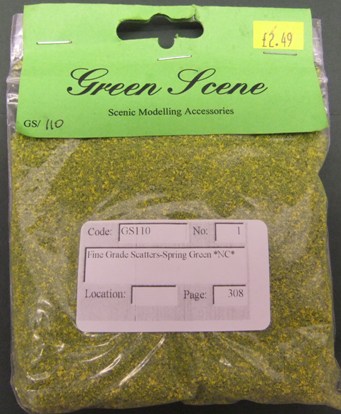 £2.49
Green Scene
Scenic Modelling Accessories
GS/ 110
Code: GS110 No: 1
Fine Grade Scatters-Spring Green *NC*
Location: Page: 308